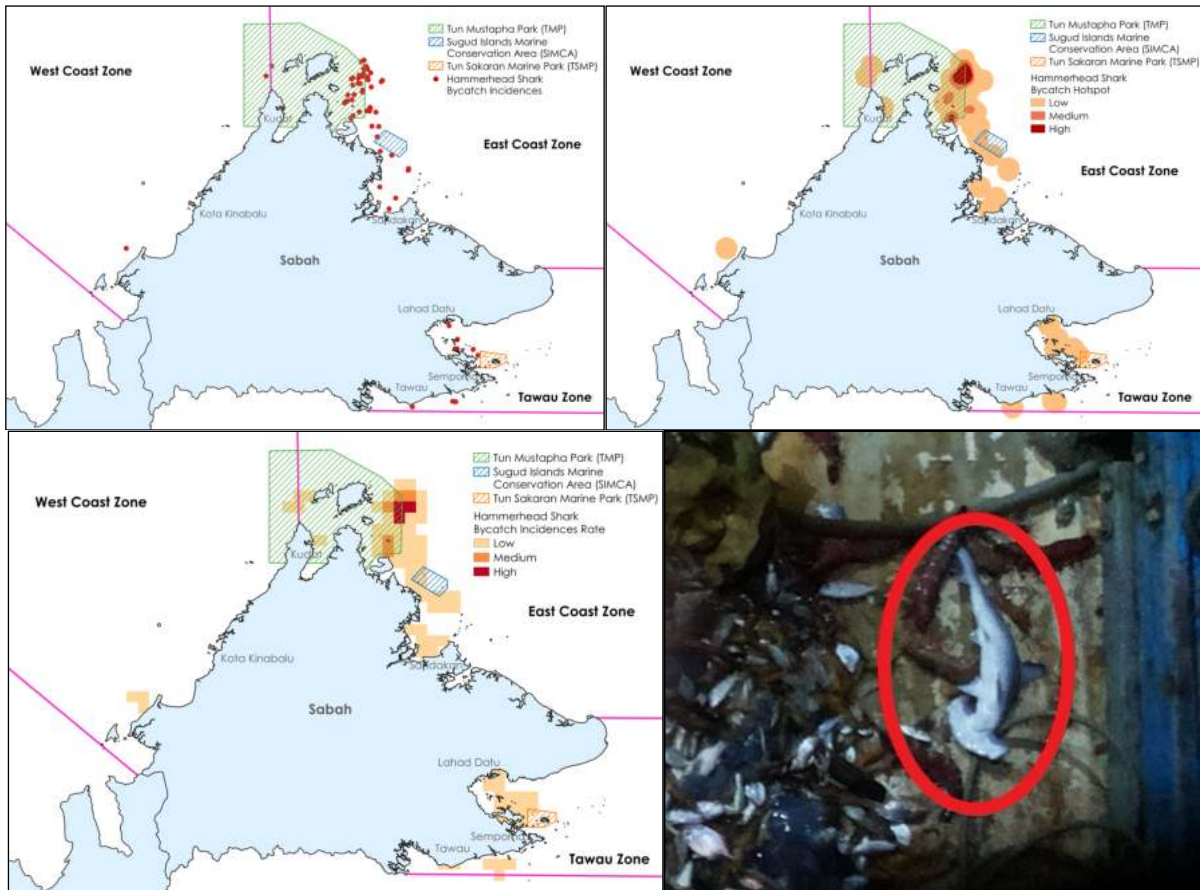 Tun Mustapha Park (TMP)
Sugud Islands Marine
Conservation Area (SIMCA)
Tun Sakaran Marine Park (TSMP)
Hammerhead Shark
Bycatch Incidences
West Coast Zone
East Coast Zone
Kudat
Kota Kinabalu
Sandakan
Sabah
Lahad Datu
Semporna
Tawau
Tawau Zone
Tun Mustapha Park (TMP)
Sugud Islands Marine
Conservation Area (SIMCA)
Tun Sakaran Marine Park (TSMP)
Hammerhead Shark
Bycatch Hotspot
Low
Medium
High
West Coast Zone
East Coast Zone
Kudat
Kota Kinabalu
Sandakan
Sabah
Lahad Datu
Semporna
Tawau
Tawau Zone
Tun Mustapha Park (TMP)
Sugud Islands Marine
Conservation Area (SIMCA)
Tun Sakaran Marine Park (TSMP)
Hammerhead Shark
Bycatch Incidences Rate
Low
Medium
High
West Coast Zone
East Coast Zone
Kudat
Kota Kinabalu
Sandakan
Sabah
Lahad Datu
Semporna
Tawau
Tawau Zone